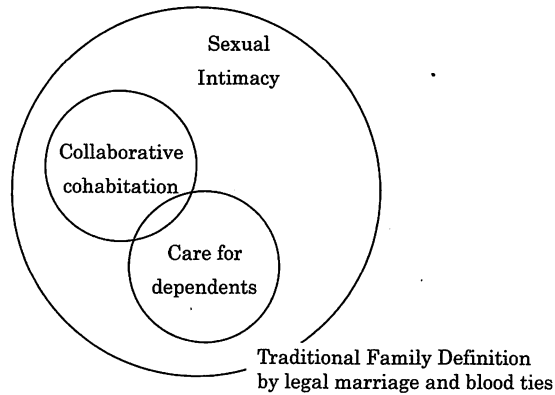 Sexual
Intimacy
Collaborative
cohabitation
Care for
dependents
Traditional Family Definition
by legal marriage and blood ties